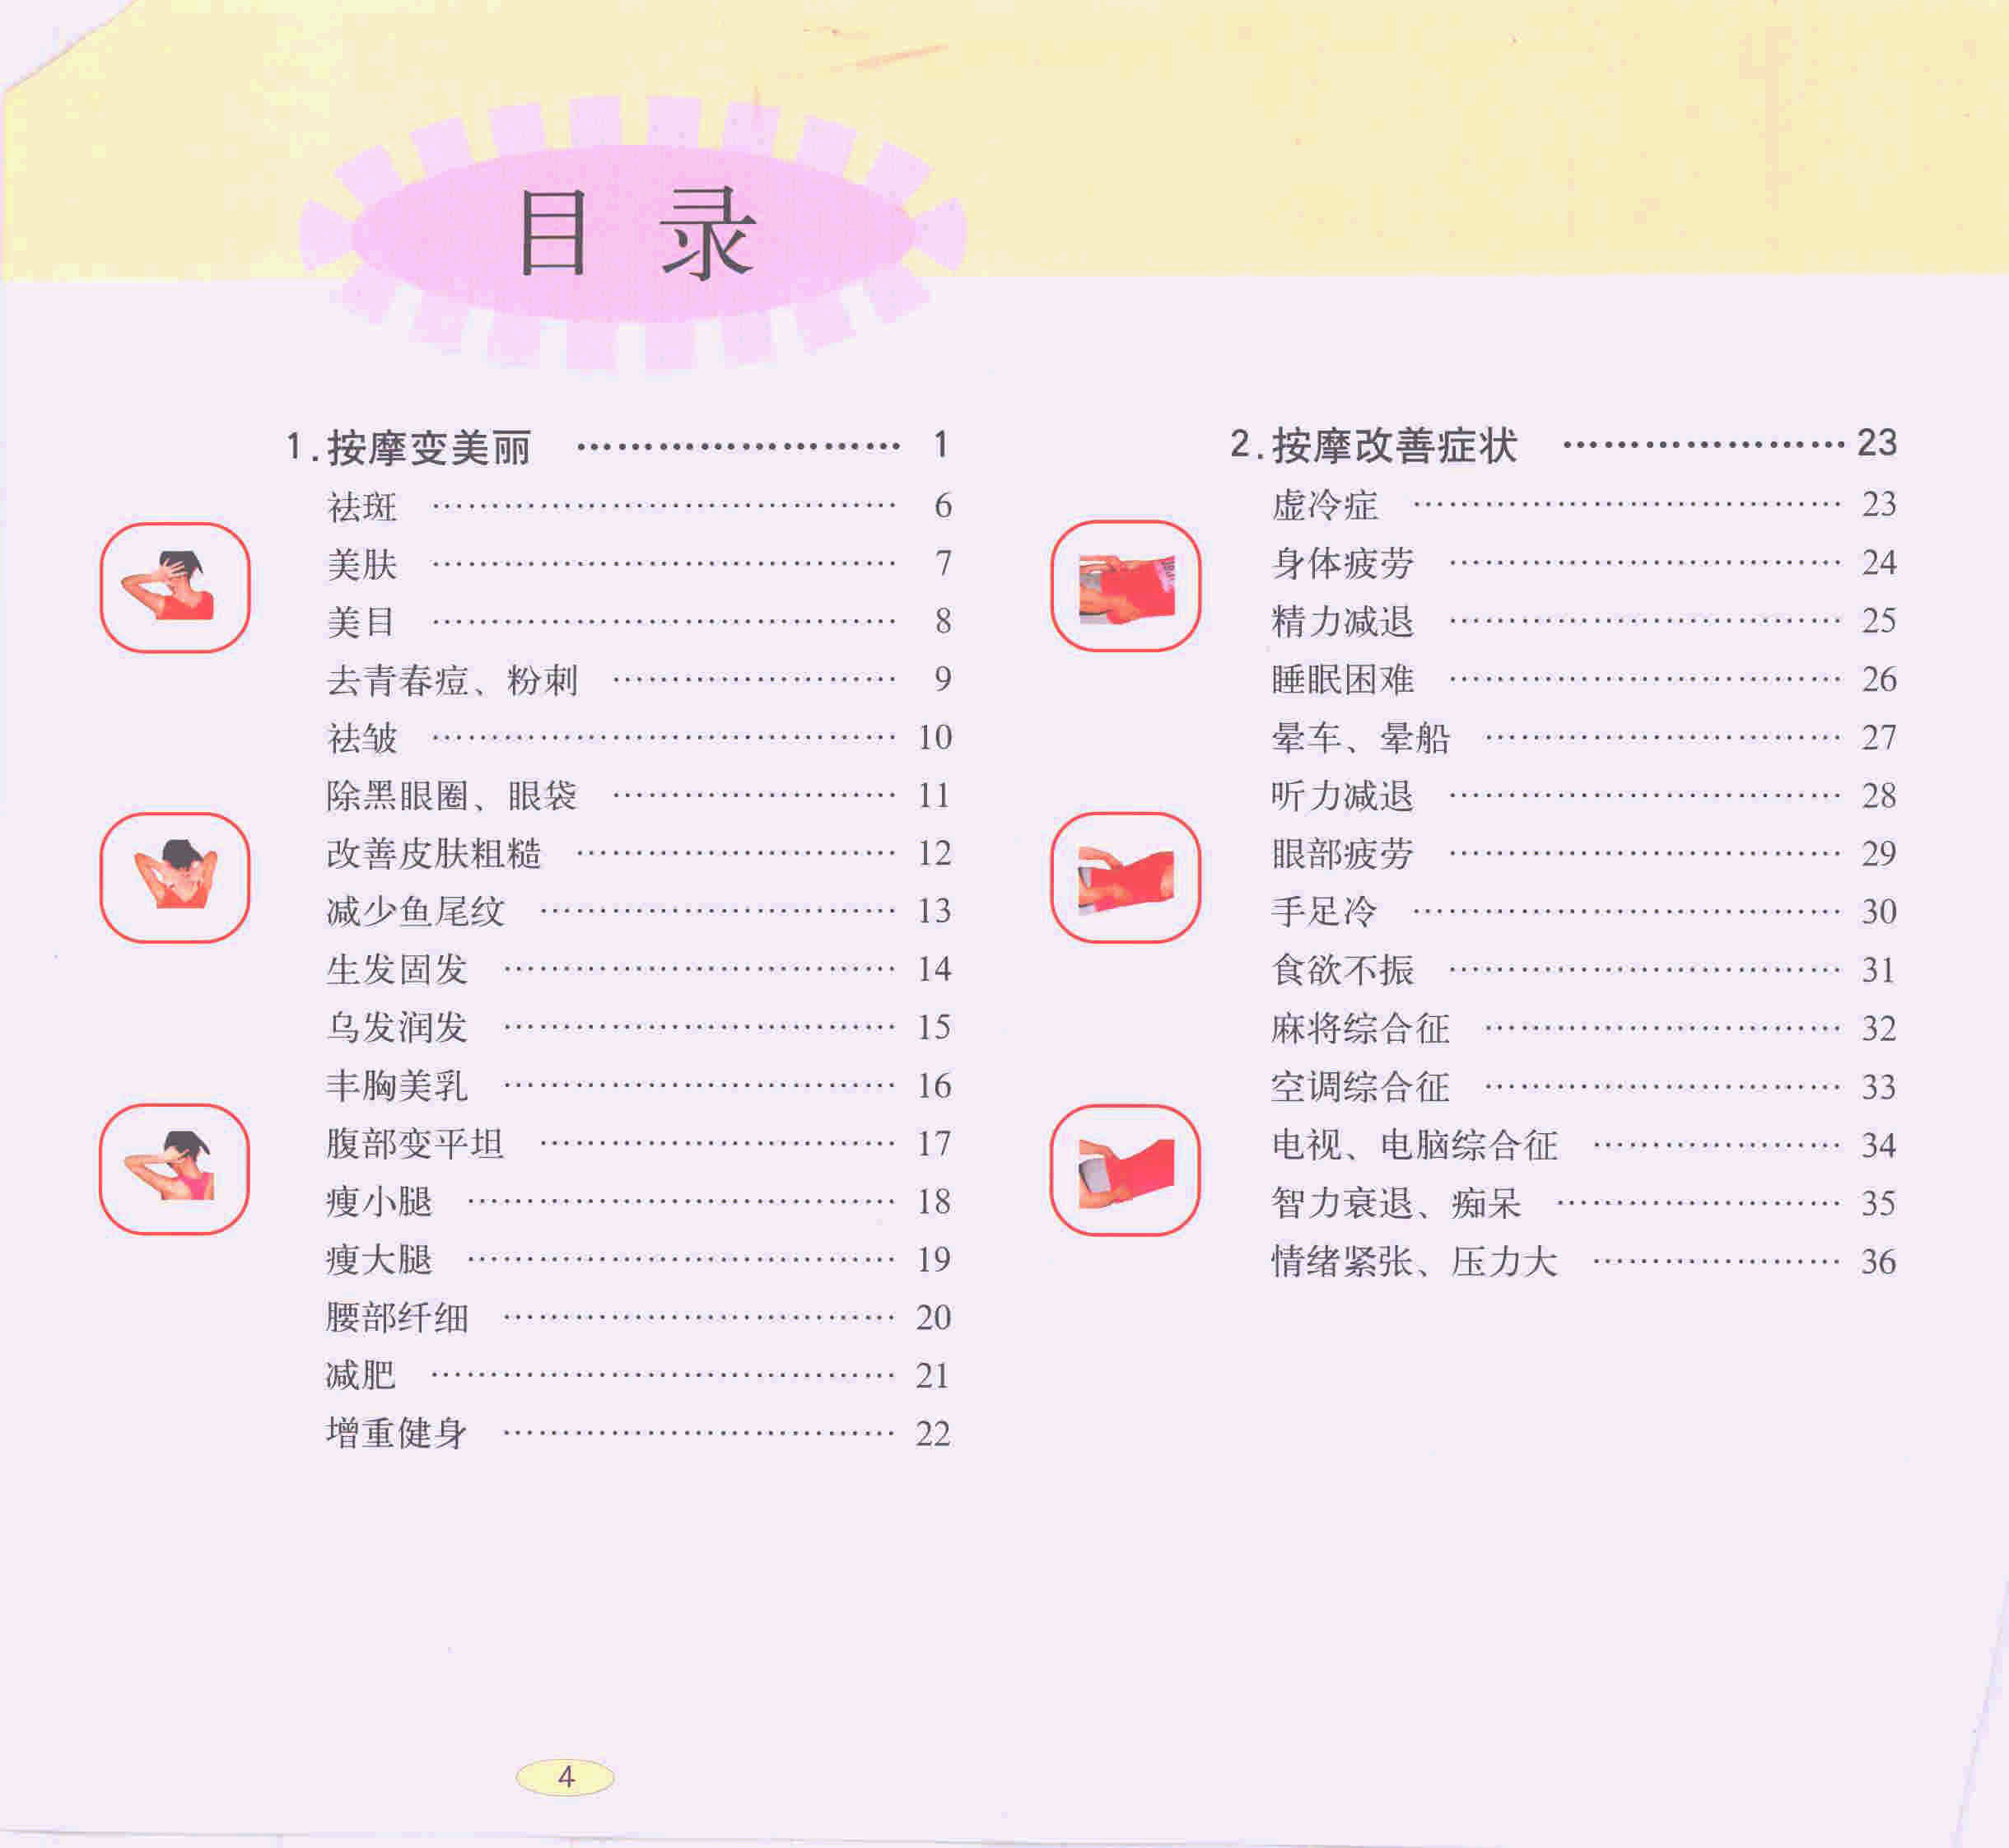 目 录
1.按摩变美丽 …………………… 1
祛斑 …………………………………… 6
美肤 …………………………………… 7
美目 …………………………………… 8
去青春痘、粉刺 …………………… 9
祛皱 …………………………………… 10
除黑眼圈、眼袋 …………………… 11
改善皮肤粗糙 ……………………… 12
减少鱼尾纹 ………………………… 13
生发固发 …………………………… 14
乌发润发 …………………………… 15
丰胸美乳 …………………………… 16
腹部变平坦 ………………………… 17
瘦小腿 ……………………………… 18
瘦大腿 ……………………………… 19
腰部纤细 …………………………… 20
减肥 …………………………………… 21
增重健身 …………………………… 22
2.按摩改善症状 ………………… 23
虚冷症 ……………………………… 23
身体疲劳 …………………………… 24
精力减退 …………………………… 25
睡眠困难 …………………………… 26
晕车、晕船 ………………………… 27
听力减退 …………………………… 28
眼部疲劳 …………………………… 29
手足冷 ……………………………… 30
食欲不振 …………………………… 31
麻将综合征 ………………………… 32
空调综合征 ………………………… 33
电视、电脑综合征 ………………… 34
智力衰退、痴呆 …………………… 35
情绪紧张、压力大 ………………… 36
4